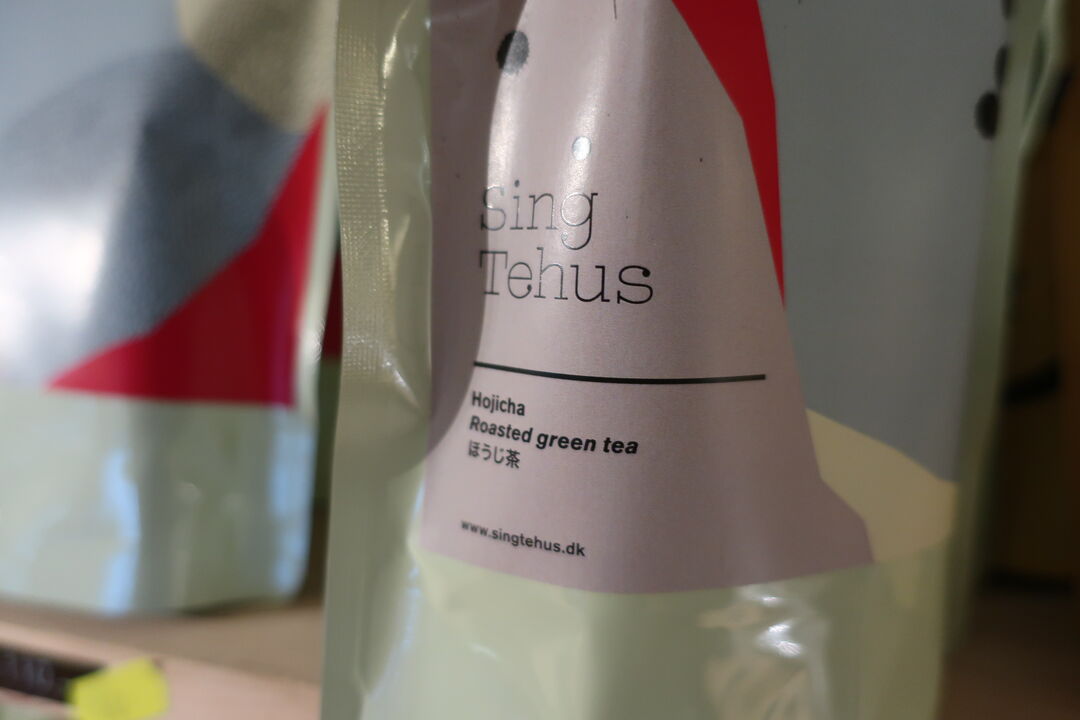 Sing
Tehus
Hojicha
Roasted green tea
ほうじ茶
www.singtehus.dk